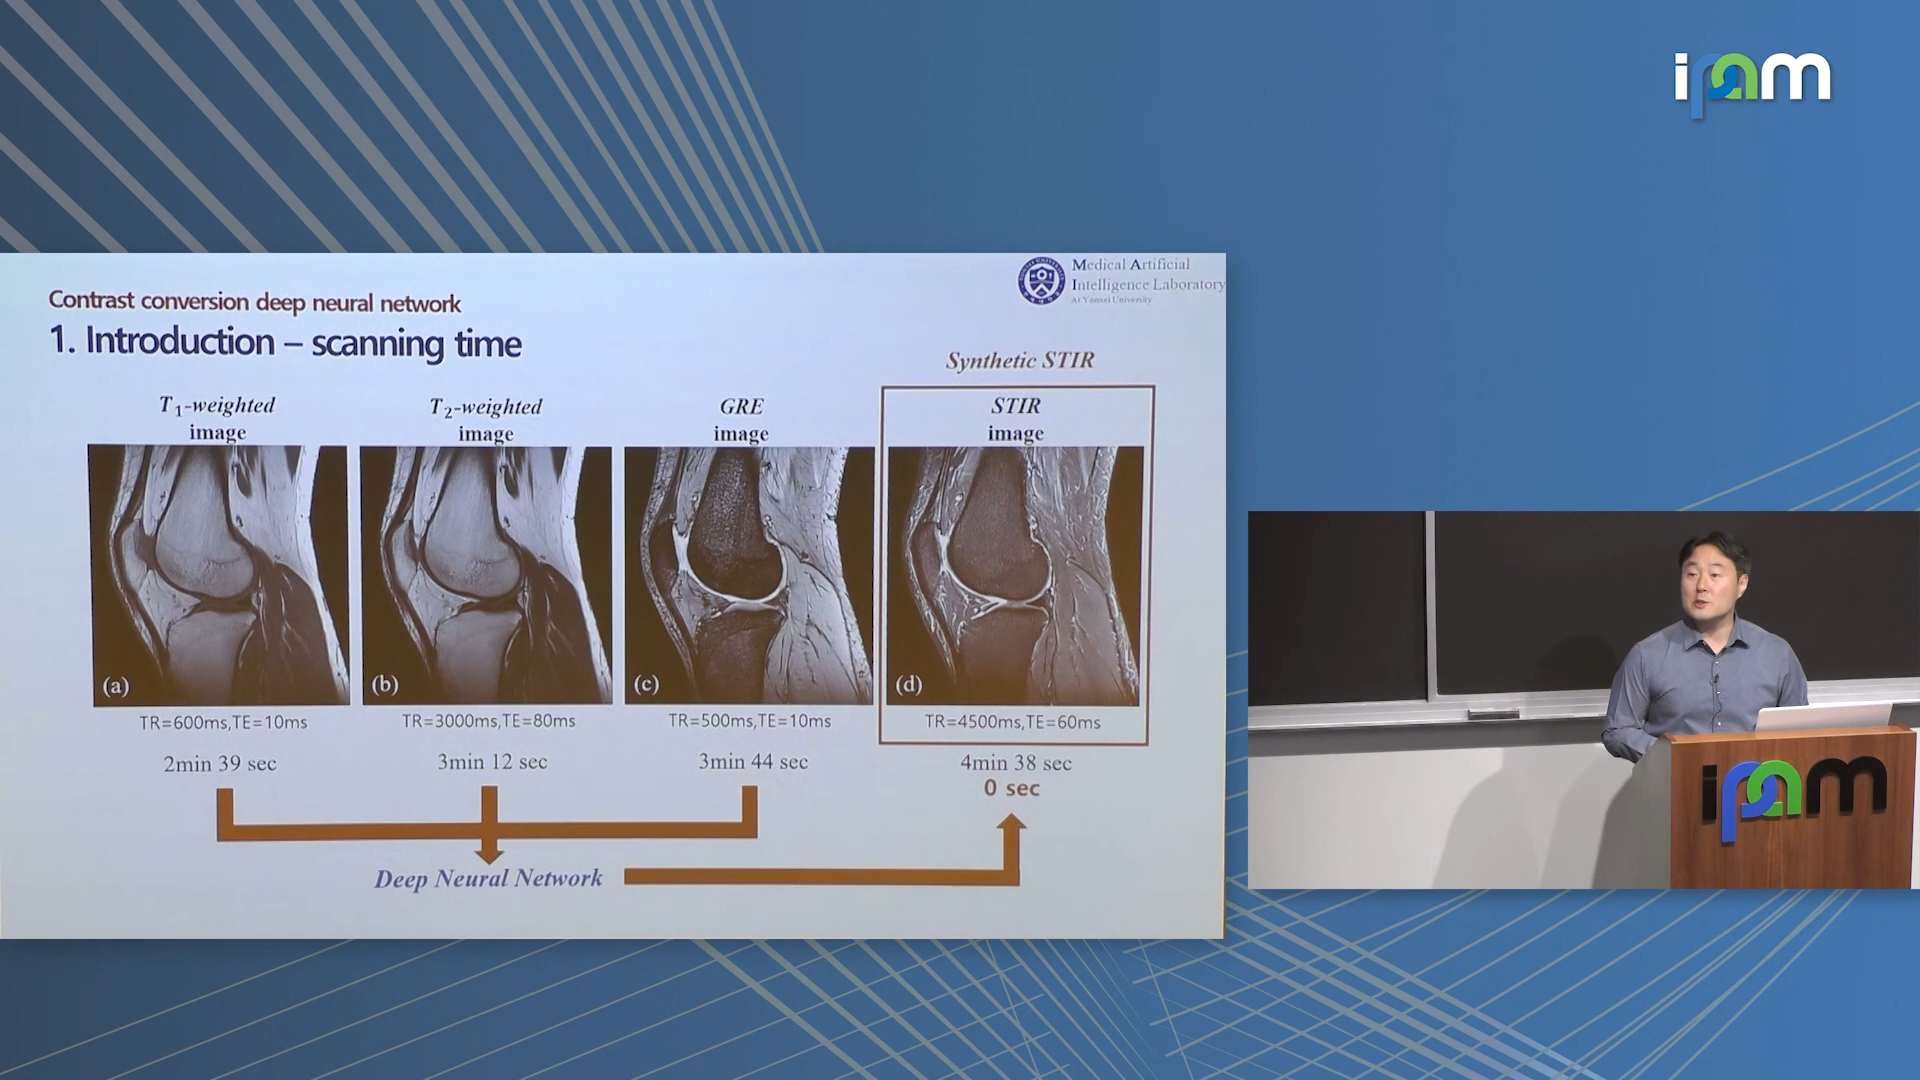 ipam
Medical Artificial
Intelligence Laboratory
At Yonsei University
Contrast conversion deep neural network
1. Introduction – scanning time
Synthetic STIR
T1-weighted
image
T2-weighted
image
GRE
image
STIR
image
(a)
(b)
(c)
(d)
TR=600ms,TE=10ms
TR=3000ms,TE=80ms
TR=500ms,TE=10ms
TR=4500ms,TE=60ms
2min 39 sec
3min 12 sec
3min 44 sec
4min 38 sec
0 sec
Deep Neural Network
ipam